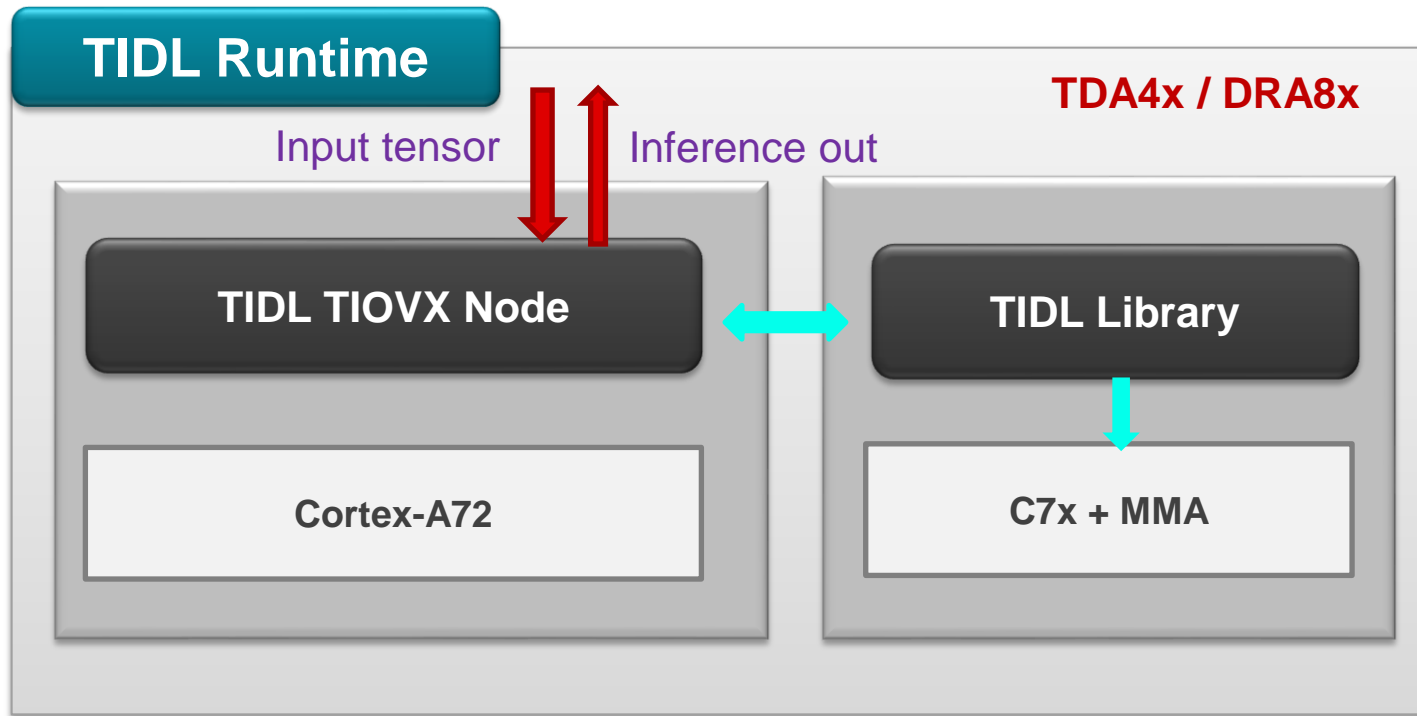 TIDL Runtime
TDA4x / DRA8x
Input tensor
Inference out
TIDL TIOVX Node
TIDL Library
Cortex-A72
C7x + MMA